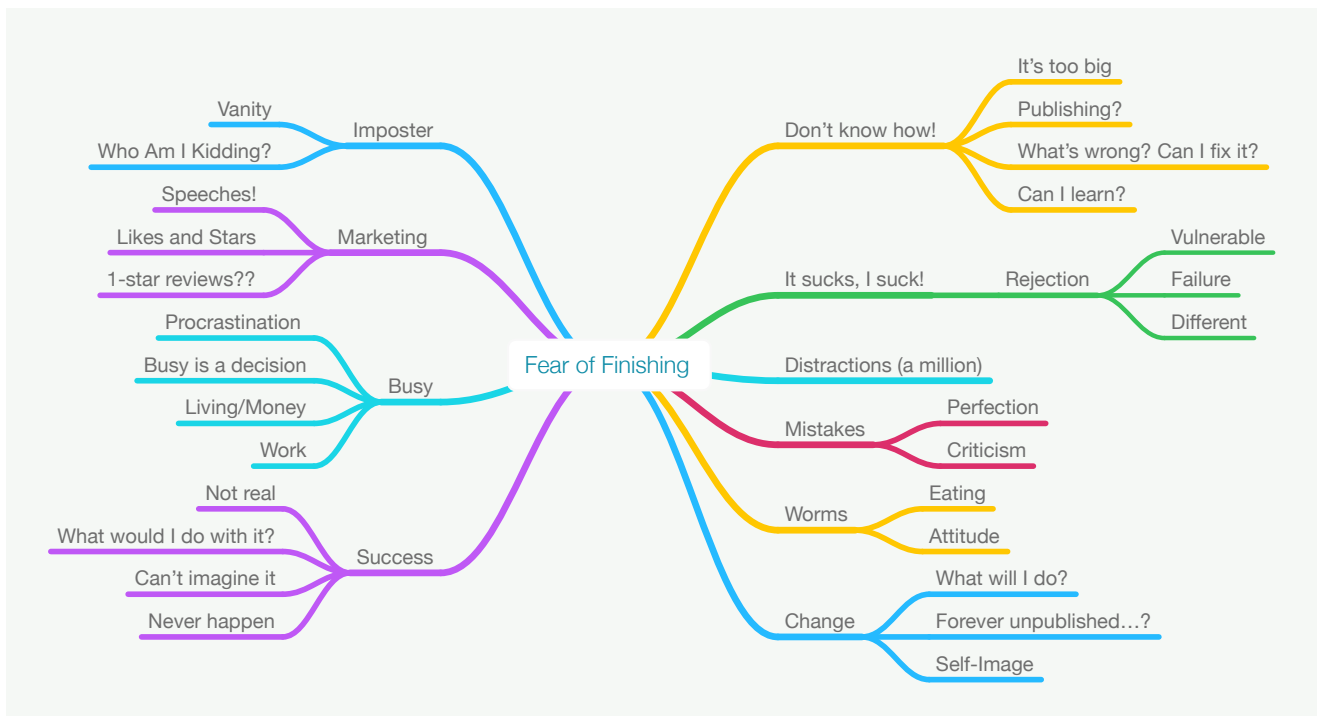 Fear of Finishing
Imposter
Vanity
Who Am I Kidding?
Marketing
Speeches!
Likes and Stars
1-star reviews??
Busy
Procrastination
Busy is a decision
Living/Money
Work
Success
Not real
What would I do with it?
Can’t imagine it
Never happen
Don’t know how!
It’s too big
Publishing?
What’s wrong? Can I fix it?
Can I learn?
It sucks, I suck!
Rejection
Vulnerable
Failure
Different
Distractions (a million)
Mistakes
Perfection
Criticism
Worms
Eating
Attitude
Change
What will I do?
Forever unpublished…?
Self-Image